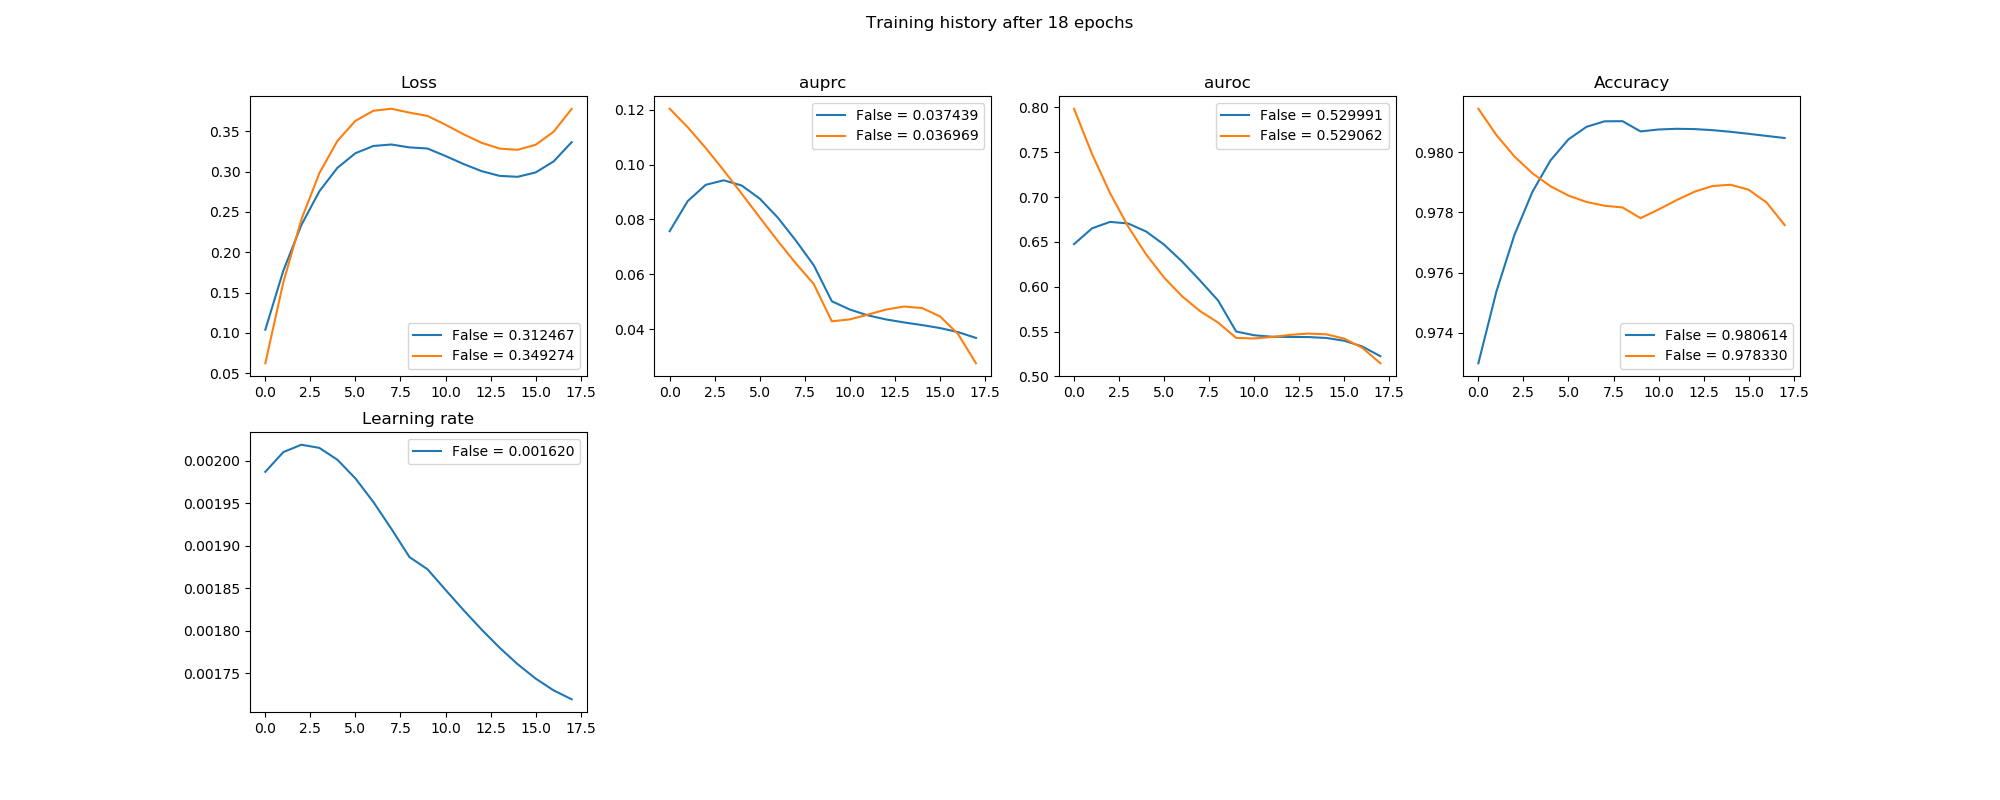 Training history after 18 epochs
Loss
0.35
0.30
0.25
0.20
0.15
0.10
0.05
False = 0.312467
False = 0.349274
0.0 2.5 5.0 7.5 10.0 12.5 15.0 17.5
auprc
0.12
0.10
0.08
0.06
0.04
False = 0.037439
False = 0.036969
0.0 2.5 5.0 7.5 10.0 12.5 15.0 17.5
auroc
0.80
0.75
0.70
0.65
0.60
0.55
0.50
False = 0.529991
False = 0.529062
0.0 2.5 5.0 7.5 10.0 12.5 15.0 17.5
Accuracy
0.980
0.978
0.976
0.974
False = 0.980614
False = 0.978330
0.0 2.5 5.0 7.5 10.0 12.5 15.0 17.5
Learning rate
0.00200
0.00195
0.00190
0.00185
0.00180
0.00175
False = 0.001620
0.0 2.5 5.0 7.5 10.0 12.5 15.0 17.5